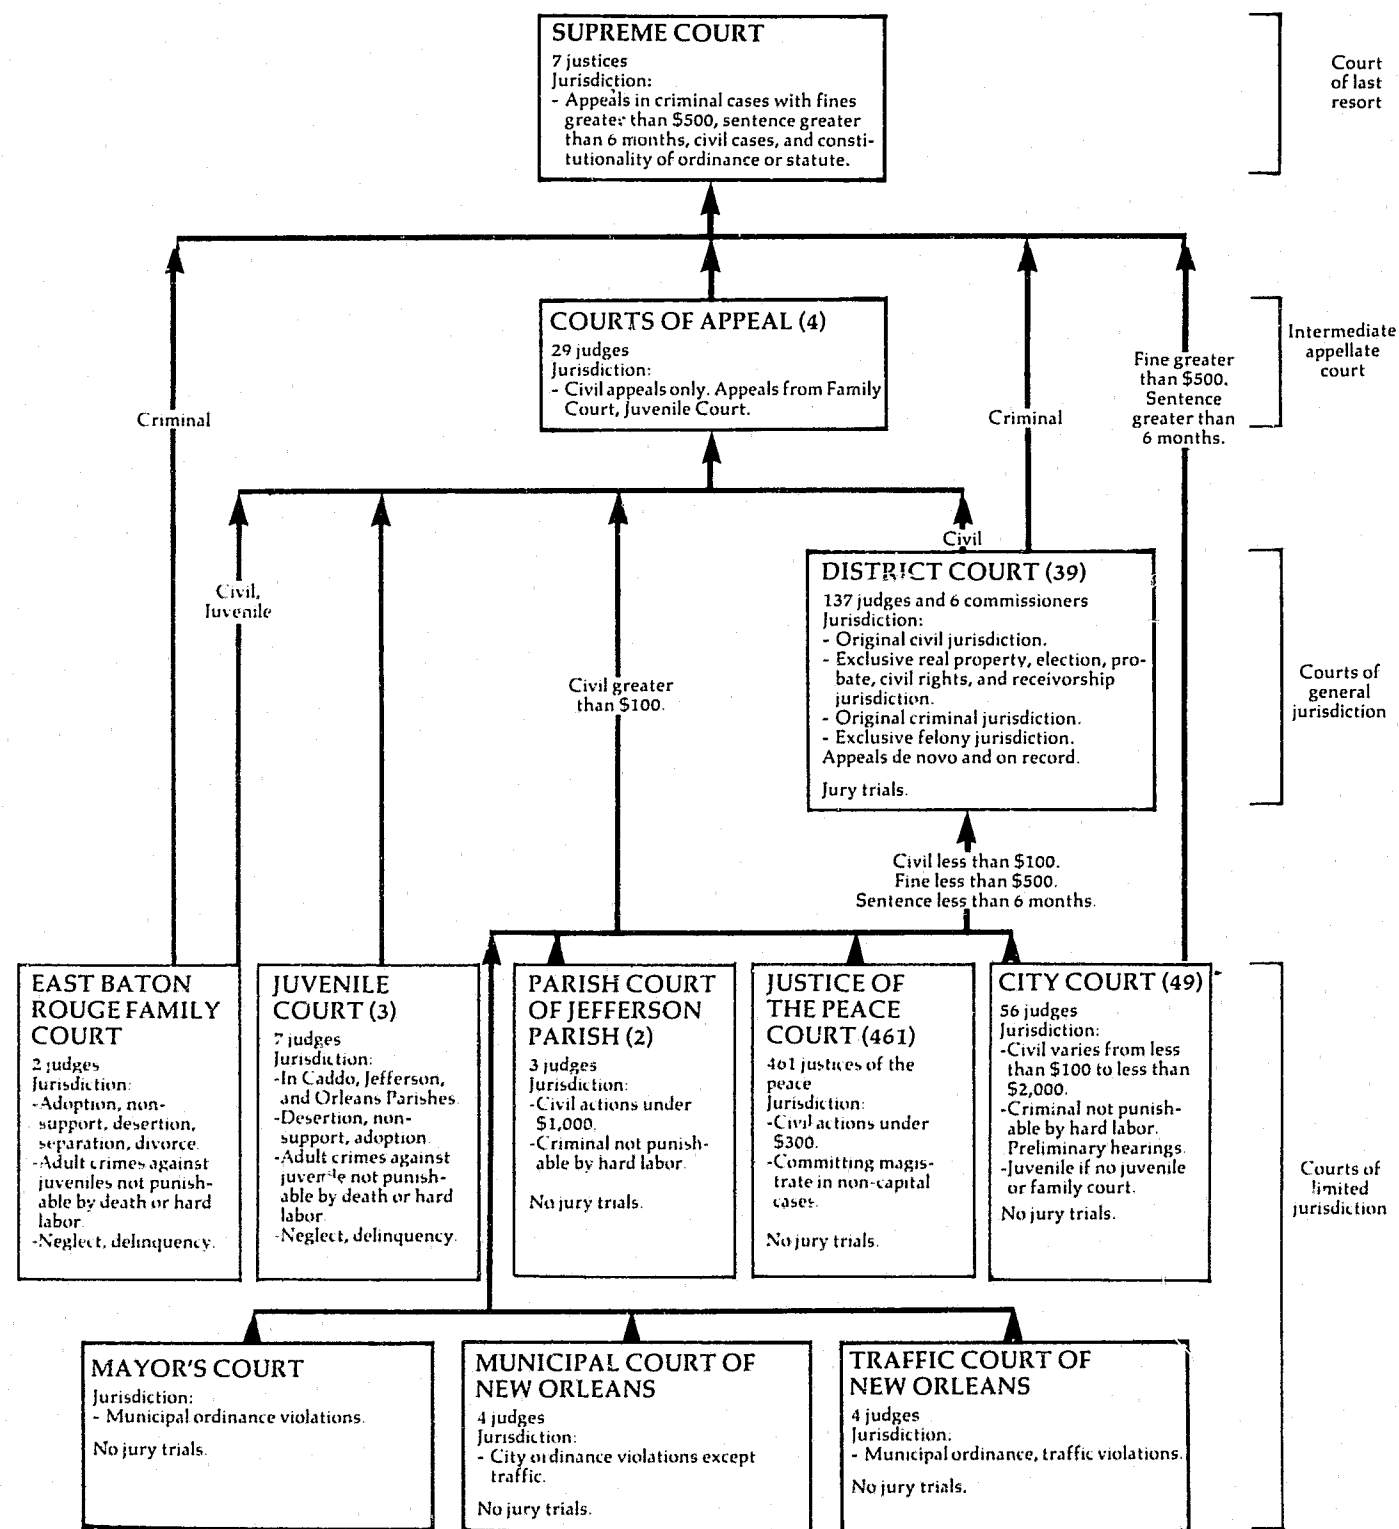 SUPREME COURT
7 justices
Jurisdiction:
- Appeals in criminal cases with fines
greater than $500, sentence greater
than 6 months, civil cases, and consti-
tutionality of ordinance or statute.
Court
of last
resort
COURTS OF APPEAL (4)
29 judges
Jurisdiction:
- Civil appeals only. Appeals from Family
Court, Juvenile Court.
Intermediate
appellate
court
Criminal
Criminal
Fine greater
than $500.
Sentence
greater than
6 months.
Civil
Civil,
Juvenile
Civil greater
than $100.
DISTRICT COURT (39)
137 judges and 6 commissioners
Jurisdiction:
- Original civil jurisdiction.
- Exclusive real property, election, pro-
bate, civil rights, and receivorship
jurisdiction.
- Original criminal jurisdiction.
- Exclusive felony jurisdiction.
Appeals de novo and on record.
Jury trials.
Courts of
general
jurisdiction
Civil less than $100.
Fine less than $500.
Sentence less than 6 months.
EAST BATON
ROUGE FAMILY
COURT
2 judges
Jurisdiction:
-Adoption, non-
support, desertion,
separation, divorce.
-Adult crimes against
juveniles not punish-
able by death or hard
labor.
-Neglect, delinquency.
JUVENILE
COURT (3)
7 judges
Jurisdiction:
-In Caddo, Jefferson,
and Orleans Parishes.
-Desertion, non-
support, adoption.
-Adult crimes against
juvenile not punish-
able by death or hard
labor.
-Neglect, delinquency.
PARISH COURT
OF JEFFERSON
PARISH (2)
3 judges
Jurisdiction:
-Civil actions under
$1,000.
-Criminal not punish-
able by hard labor.
No jury trials.
JUSTICE OF
THE PEACE
COURT (461)
461 justices of the
peace
Jurisdiction:
-Civil actions under
$300.
-Committing magis-
trate in non-capital
cases.
No jury trials.
CITY COURT (49)
56 judges
Jurisdiction:
-Civil varies from less
than $100 to less than
$2,000.
-Criminal not punish-
able by hard labor.
Preliminary hearings.
-Juvenile if no juvenile
or family court.
No jury trials.
Courts of
limited
jurisdiction
MAYOR'S COURT
Jurisdiction:
- Municipal ordinance violations.
No jury trials.
MUNICIPAL COURT OF
NEW ORLEANS
4 judges
Jurisdiction:
- City ordinance violations except
traffic.
No jury trials.
TRAFFIC COURT OF
NEW ORLEANS
4 judges
Jurisdiction:
- Municipal ordinance, traffic violations.
No jury trials.